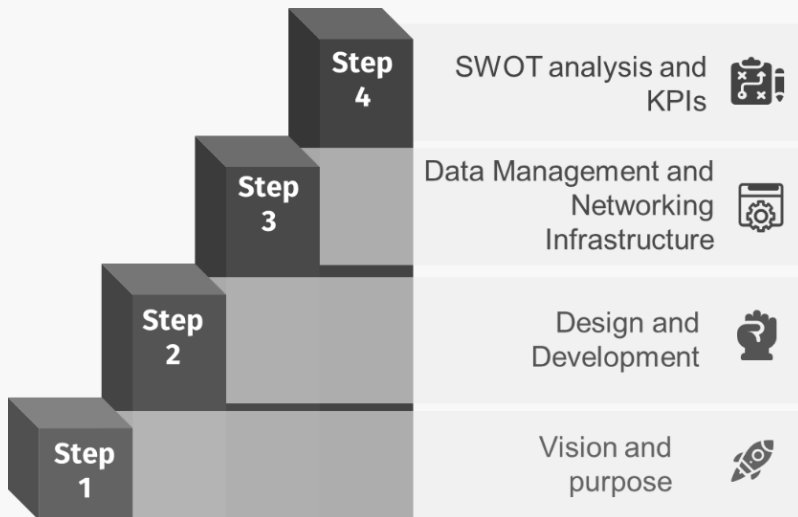 Step
4
SWOT analysis and
KPIs
Step
3
Data Management and
Networking
Infrastructure
Step
2
Design and
Development
Step
1
Vision and
purpose